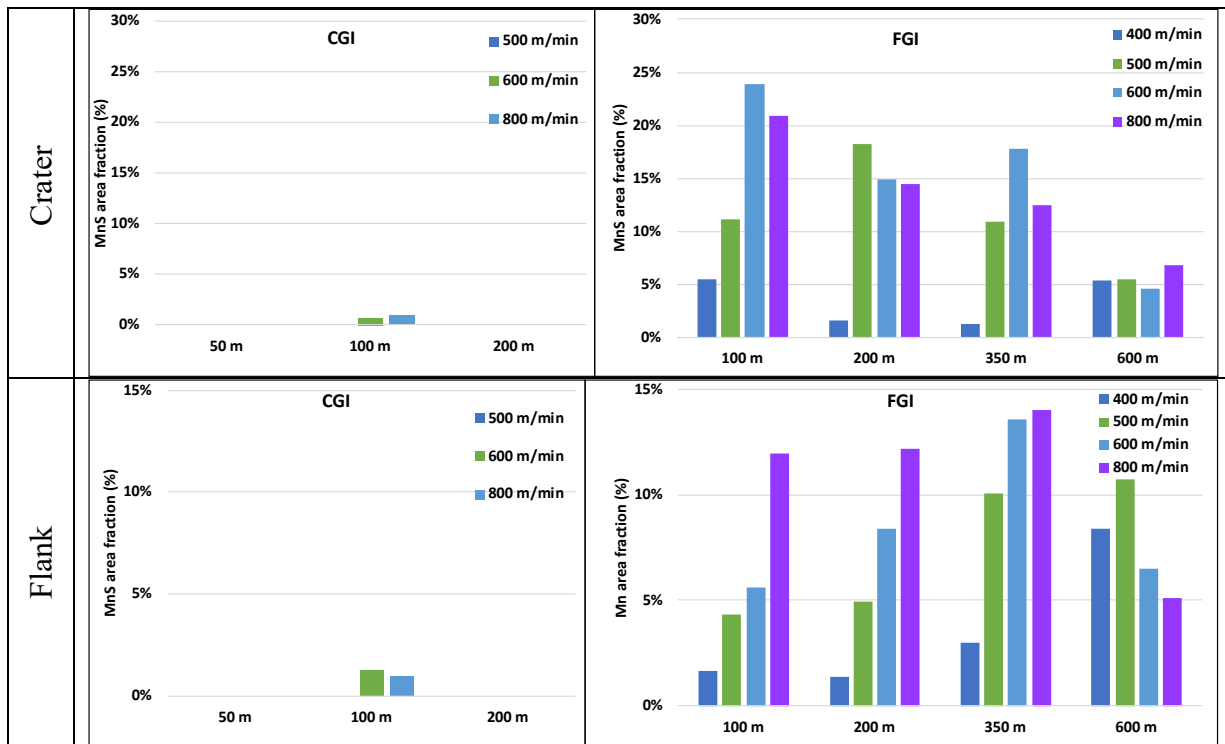 Crater
CGI
MnS area fraction (%)
30%
25%
20%
15%
10%
5%
0%
50 m
100 m
200 m
500 m/min
600 m/min
800 m/min
FGI
MnS area fraction (%)
30%
25%
20%
15%
10%
5%
0%
100 m
200 m
350 m
600 m
400 m/min
500 m/min
600 m/min
800 m/min
Flank
CGI
MnS area fraction (%)
15%
10%
5%
0%
50 m
100 m
200 m
500 m/min
600 m/min
800 m/min
FGI
Mn area fraction (%)
15%
10%
5%
0%
100 m
200 m
350 m
600 m
400 m/min
500 m/min
600 m/min
800 m/min